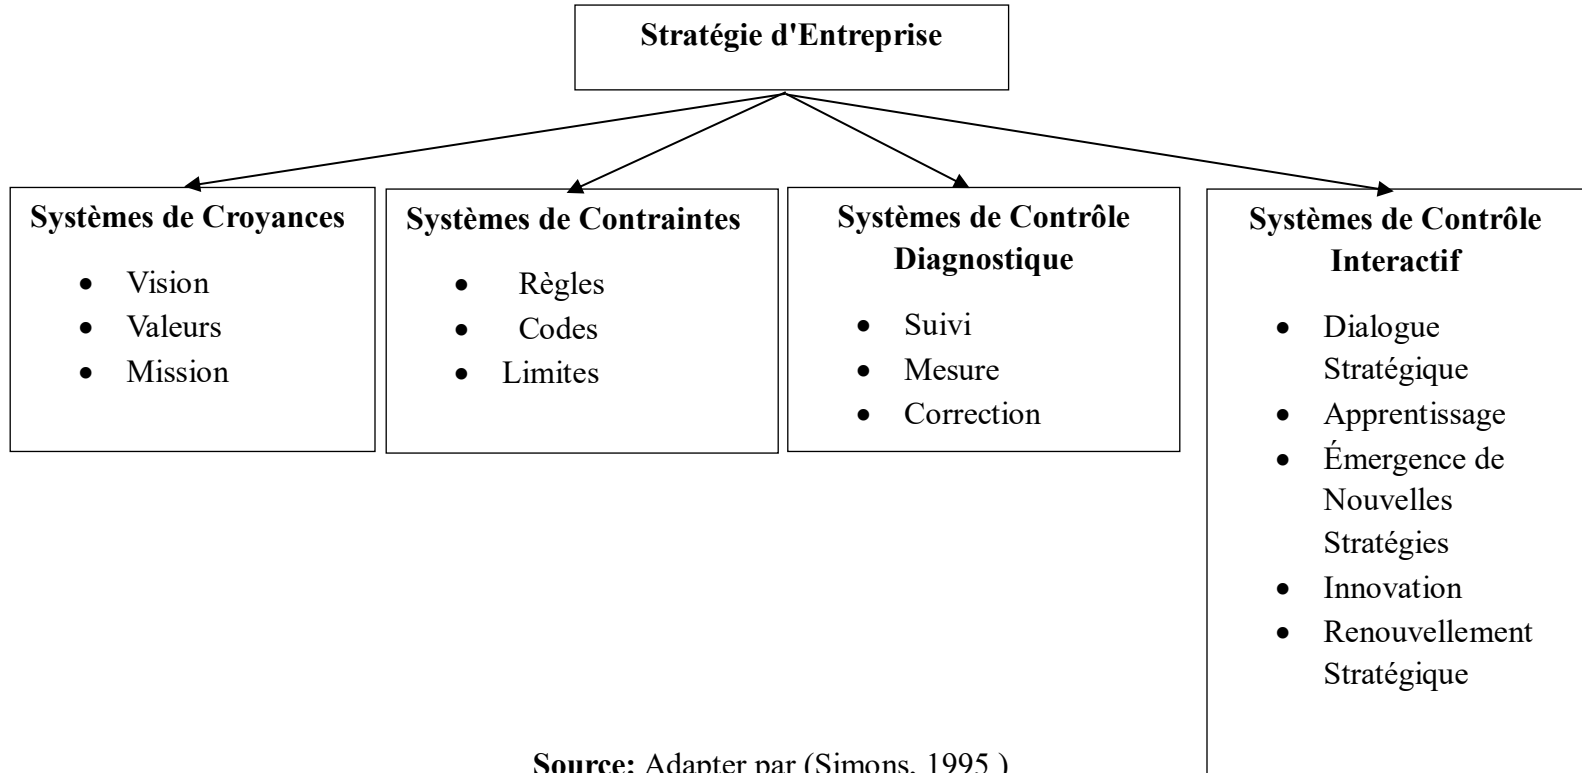 Stratégie d'Entreprise
Systèmes de Croyances
• Vision
• Valeurs
• Mission
Systèmes de Contraintes
• Règles
• Codes
• Limites
Systèmes de Contrôle
Diagnostique
• Suivi
• Mesure
• Correction
Systèmes de Contrôle
Interactif
• Dialogue
Stratégique
• Apprentissage
• Émergence de
Nouvelles
Stratégies
• Innovation
• Renouvellement
Stratégique
Source: Adapter par (Simons, 1995 )